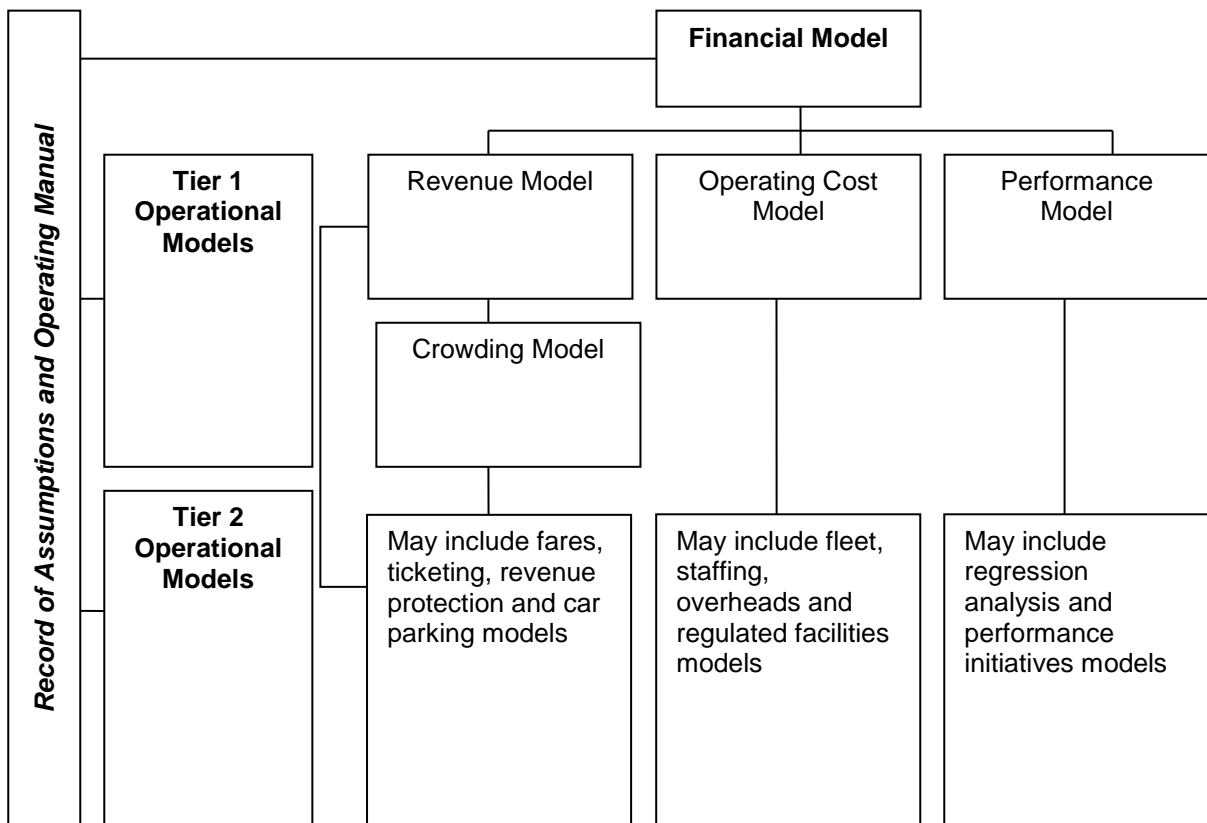 Record of Assumptions and Operating Manual
Financial Model
Tier 1
Operational
Models
Revenue Model
Operating Cost
Model
Performance
Model
Crowding Model
Tier 2
Operational
Models
May include fares,
ticketing, revenue
protection and car
parking models
May include fleet,
staffing,
overheads and
regulated facilities
models
May include
regression
analysis and
performance
initiatives models